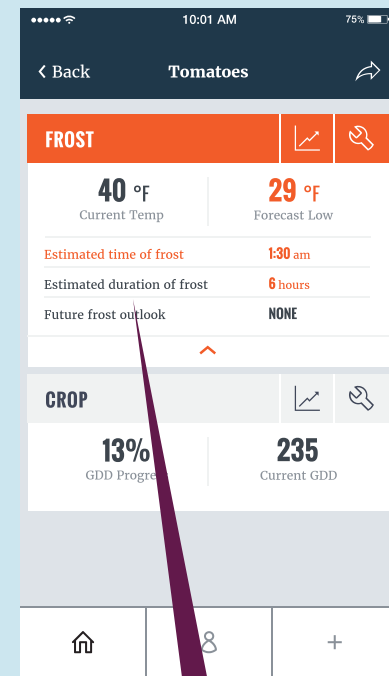 10:01 AM 75%
Back Tomatoes
FROST
40 °F 29 °F
Current Temp Forecast Low
Estimated time of frost 1:30 am
Estimated duration of frost 6 hours
Future frost outlook NONE
CROP
13% 235
GDD Progre Current GDD